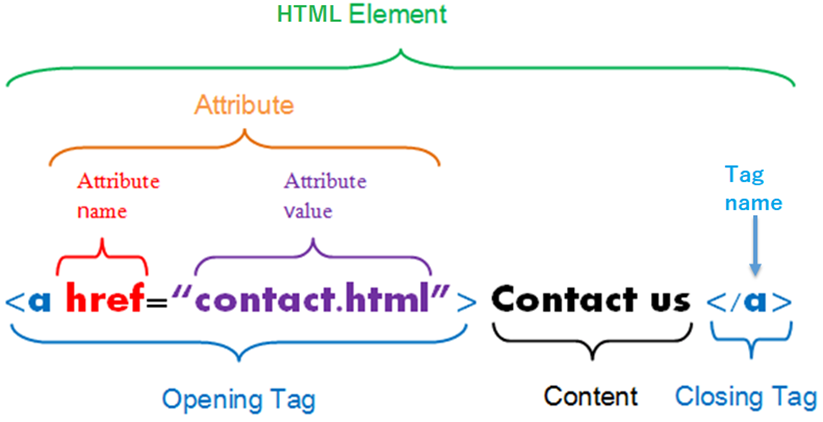 HTML Element
Attribute
Attribute
name
Attribute
value
Tag
name
<a href=“contact.html”> Contact us </a>
Opening Tag
Content
Closing Tag